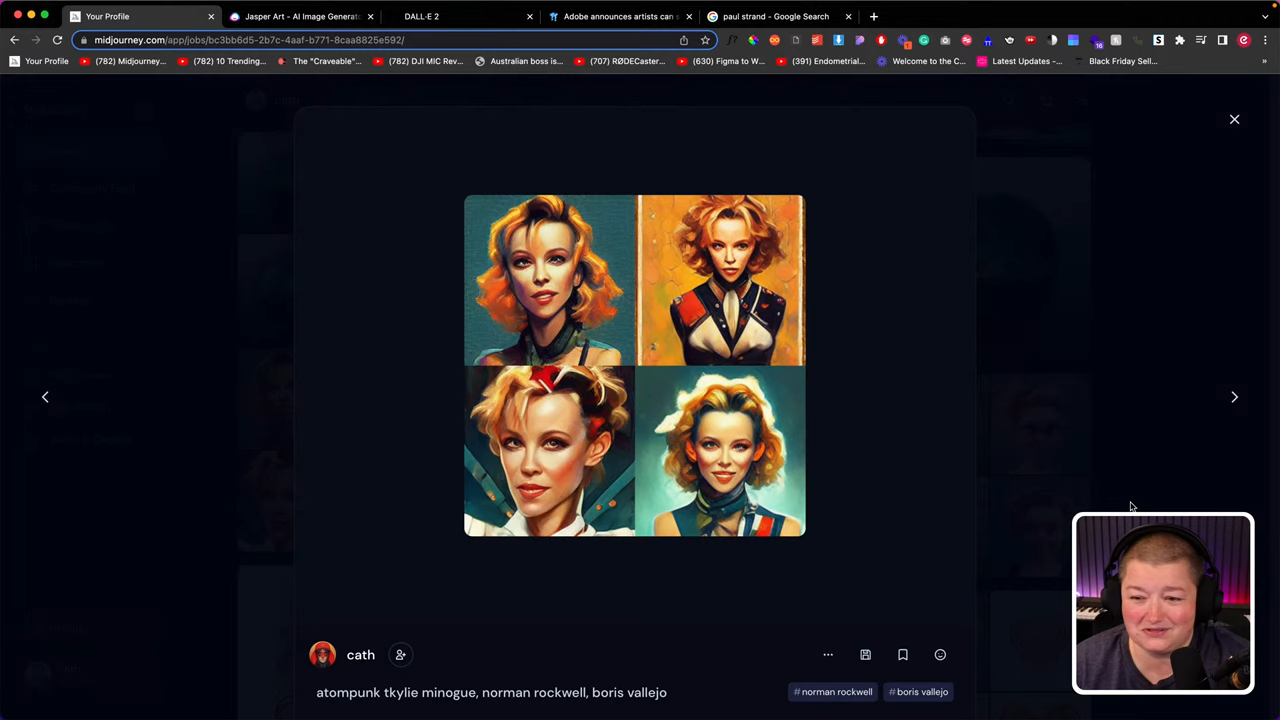 Your Profile
Jasper Art - AI Image Generato
DALL·E 2
Adobe announces artists can s
paul strand - Google Search
midjourney.com/app/jobs/bc3bb6d5-2b7c-4aaf-b771-8caa8825e592/
Your Profile
(782) Midjourney...
(782) 10 Trending...
The "Craveable"...
(782) DJI MIC Rev...
Australian boss is...
(707) RØDECaster...
(630) Figma to W...
(391) Endometrial...
Welcome to the C...
Latest Updates -...
Black Friday Sell...
cath
atompunk tkylie minogue, norman rockwell, boris vallejo
#norman rockwell
#boris vallejo